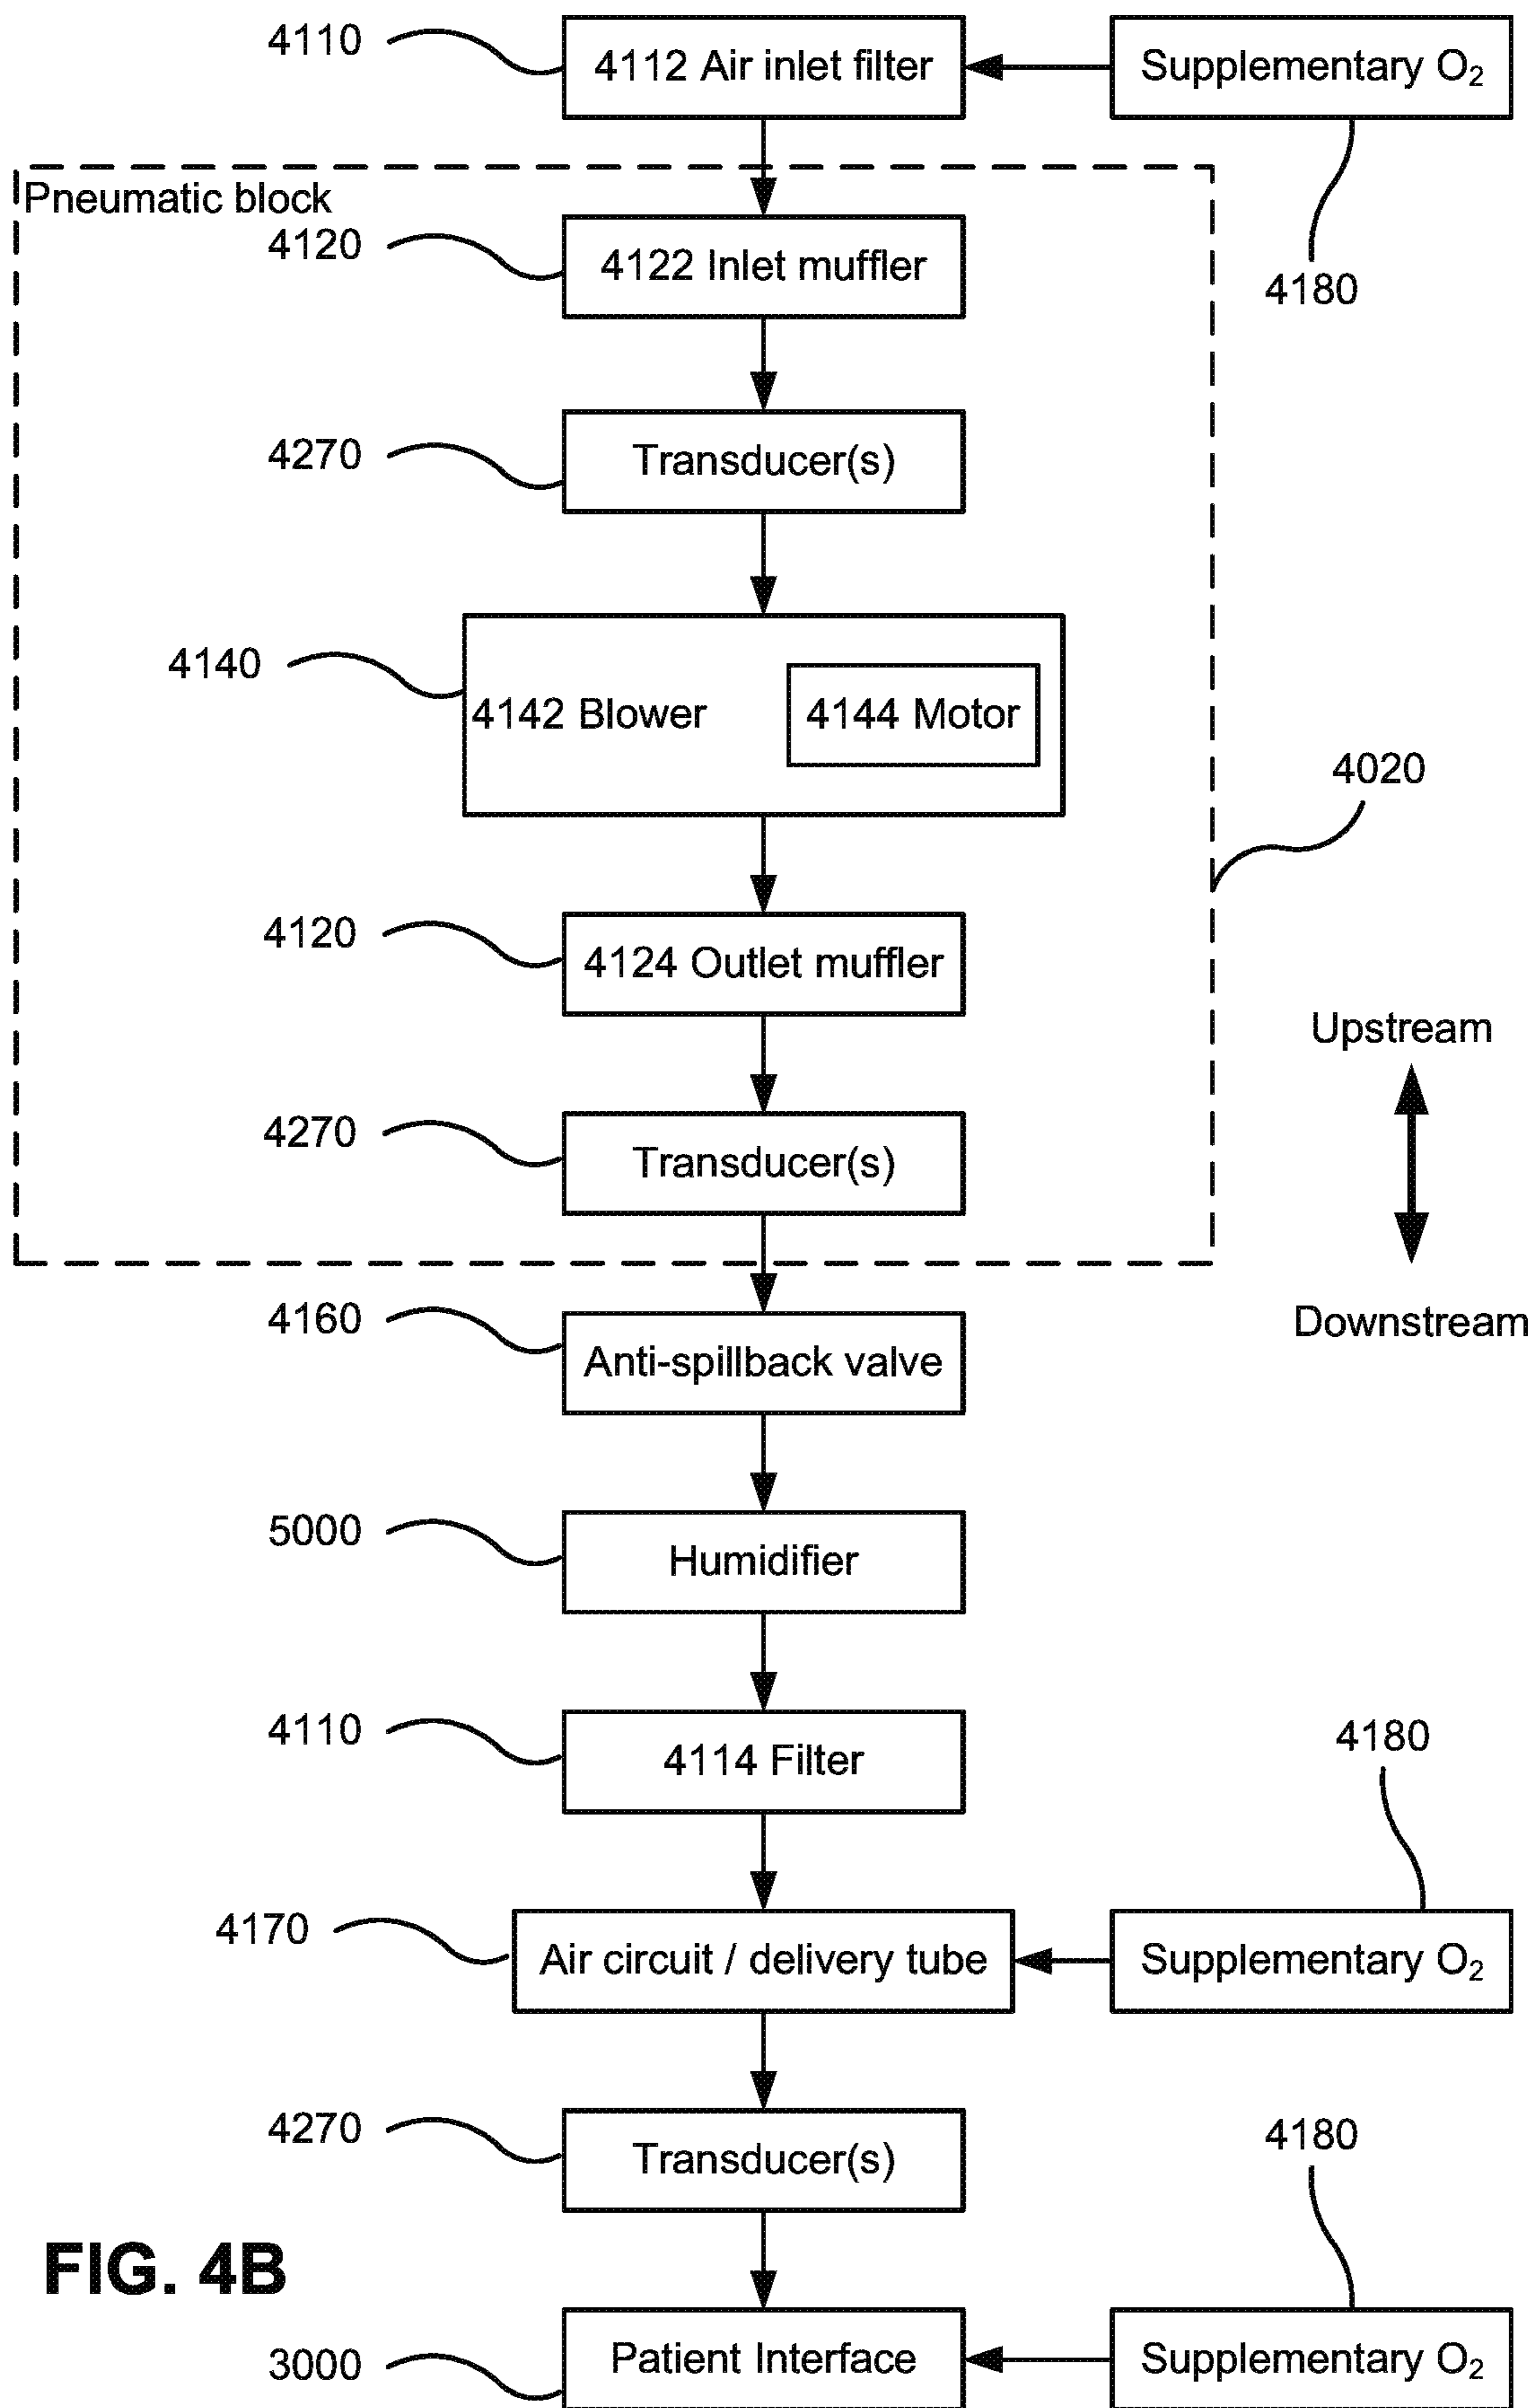 4110
4112 Air inlet filter
Supplementary O₂
Pneumatic block
4120
4122 Inlet muffler
4180
4270
Transducer(s)
4140
4142 Blower
4144 Motor
4020
4120
4124 Outlet muffler
Upstream
4270
Transducer(s)
4160
Anti-spillback valve
Downstream
5000
Humidifier
4110
4114 Filter
4180
4170
Air circuit / delivery tube
Supplementary O₂
4270
Transducer(s)
4180
FIG. 4B
3000
Patient Interface
Supplementary O₂